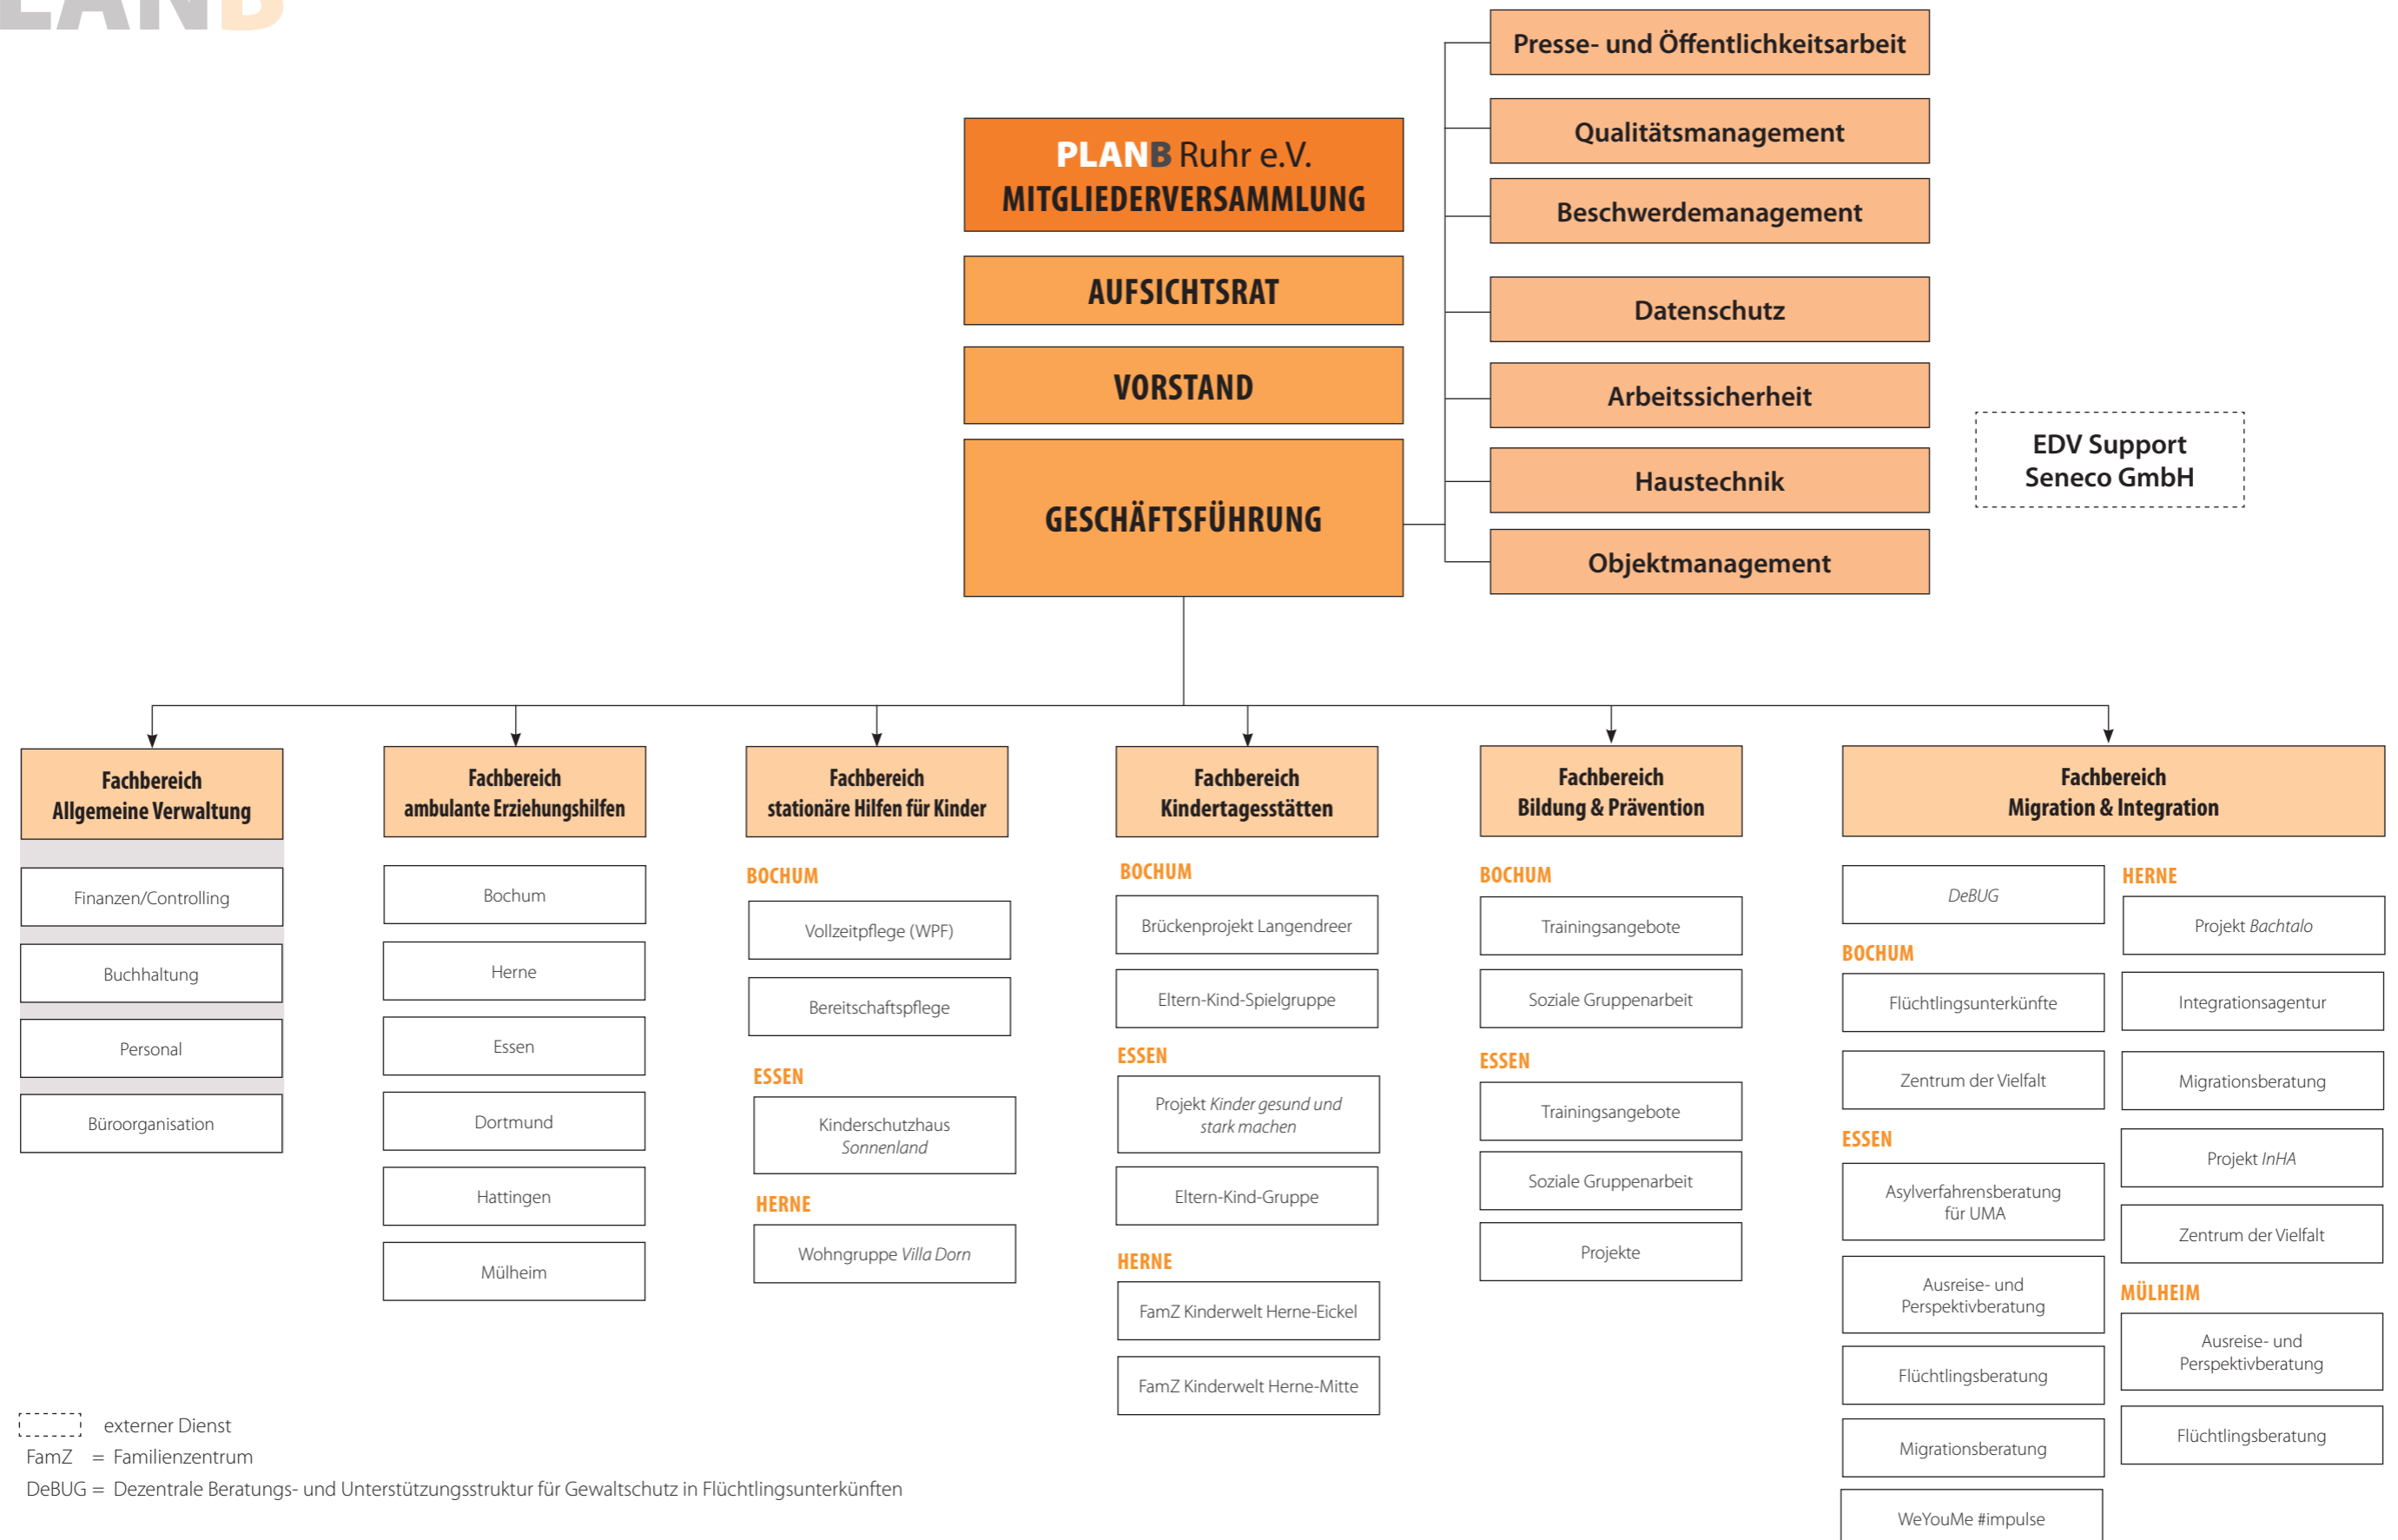 LANB
Presse- und Öffentlichkeitsarbeit
Qualitätsmanagement
Beschwerdemanagement
Datenschutz
Arbeitssicherheit
Haustechnik
Objektmanagement
PLANB Ruhr e.V.
MITGLIEDERVERSAMMLUNG
AUFSICHTSRAT
VORSTAND
GESCHÄFTSFÜHRUNG
EDV Support
Seneco GmbH
Fachbereich
Allgemeine Verwaltung
Finanzen/Controlling
Buchhaltung
Personal
Büroorganisation
Fachbereich
ambulante Erziehungshilfen
Bochum
Herne
Essen
Dortmund
Hattingen
Mülheim
Fachbereich
stationäre Hilfen für Kinder
BOCHUM
Vollzeitpflege (WPF)
Bereitschaftspflege
ESSEN
Kinderschutzhaus
Sonnenland
HERNE
Wohngruppe Villa Dorn
Fachbereich
Kindertagesstätten
BOCHUM
Brückenprojekt Langendreer
Eltern-Kind-Spielgruppe
ESSEN
Projekt Kinder gesund und
stark machen
Eltern-Kind-Gruppe
HERNE
FamZ Kinderwelt Herne-Eickel
FamZ Kinderwelt Herne-Mitte
Fachbereich
Bildung & Prävention
BOCHUM
Trainingsangebote
Soziale Gruppenarbeit
ESSEN
Trainingsangebote
Soziale Gruppenarbeit
Projekte
Fachbereich
Migration & Integration
DeBUG
BOCHUM
Flüchtlingsunterkünfte
Zentrum der Vielfalt
ESSEN
Asylverfahrensberatung
für UMA
Ausreise- und
Perspektivberatung
Flüchtlingsberatung
Migrationsberatung
WeYouMe #impulse
HERNE
Projekt Bachtalo
Integrationsagentur
Migrationsberatung
Projekt InHA
Zentrum der Vielfalt
MÜLHEIM
Ausreise- und
Perspektivberatung
Flüchtlingsberatung
externer Dienst
FamZ = Familienzentrum
DeBUG = Dezentrale Beratungs- und Unterstützungsstruktur für Gewaltschutz in Flüchtlingsunterkünften